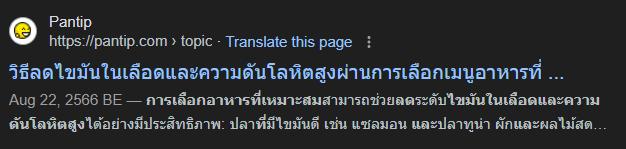 Pantip
https://pantip.com › topic · Translate this page
วิธีลดไขมันในเลือดและความดันโลหิตสูงผ่านการเลือกเมนูอาหารที่ ...
Aug 22, 2566 BE — การเลือกอาหารที่เหมาะสมสามารถช่วยลดระดับไขมันในเลือดและความ
ดันโลหิตสูงได้อย่างมีประสิทธิภาพ: ปลาที่มีไขมันดี เช่น แซลมอน และปลาทูน่า ผักและผลไม้สด...